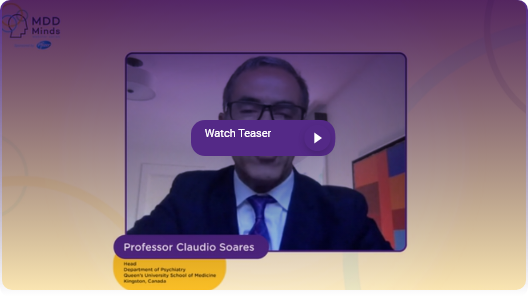 MDD
Minds
Watch Teaser
Professor Claudio Soares
Head
Department of Psychiatry
Queen's University School of Medicine
Kingston, Canada